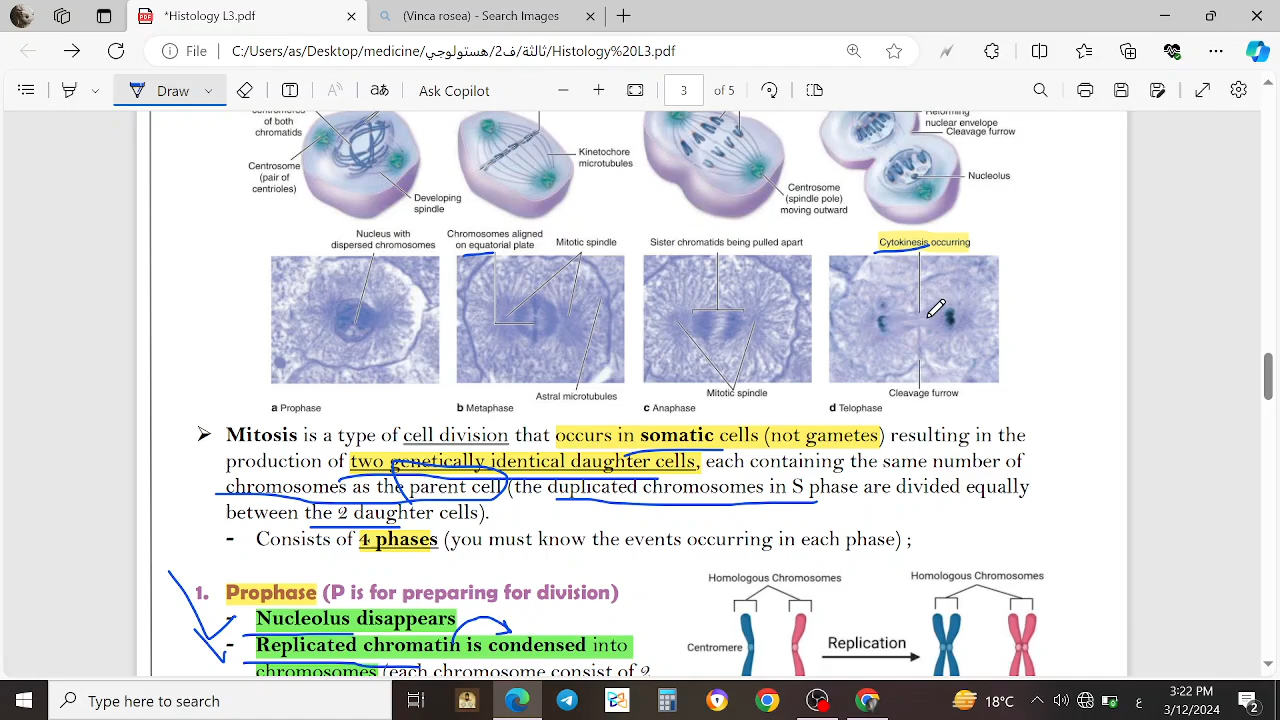 *Histology L3.pdf
(Vinca rosea) - Search Images
File
C:/Users/as/Desktop/medicine/ثالثة/ف2/هستولوجي/Histology%20L3.pdf
Draw
Ask Copilot
3 of 5
centromeres
of both
chromatids
Centrosome
(pair of
centrioles)
Developing
spindle
Kinetochore
microtubules
Centrosome
(spindle pole)
moving outward
Reforming
nuclear envelope
Cleavage furrow
Nucleolus
Nucleus with
dispersed chromosomes
Chromosomes aligned
on equatorial plate
Mitotic spindle
Sister chromatids being pulled apart
Cytokinesis occurring
Astral microtubules
Mitotic spindle
Cleavage furrow
a Prophase
b Metaphase
c Anaphase
d Telophase
➢ Mitosis is a type of cell division that occurs in somatic cells (not gametes) resulting in the
production of two genetically identical daughter cells, each containing the same number of
chromosomes as the parent cell (the duplicated chromosomes in S phase are divided equally
between the 2 daughter cells).
- Consists of 4 phases (you must know the events occurring in each phase) ;
1. Prophase (P is for preparing for division)
- Nucleolus disappears
- Replicated chromatin is condensed into
chromosomes (each chromosome consist of 2
Homologous Chromosomes
Homologous Chromosomes
Centromere
Replication
Type here to search
18°C
ع
3:22 PM
3/12/2024
2